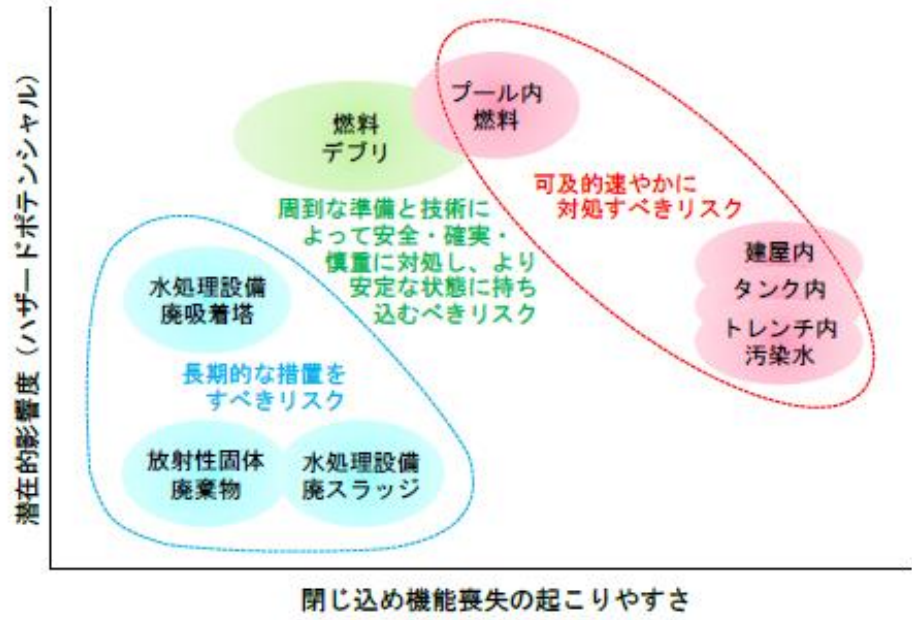 潜在的影響度（ハザードポテンシャル）
プール内
燃料
燃料
デブリ
可及的速やかに
対処すべきリスク
周到な準備と技術に
よって安全・確実・
慎重に対処し、より
安定な状態に持ち
込むべきリスク
建屋内
タンク内
トレンチ内
汚染水
水処理設備
廃吸着塔
長期的な措置を
すべきリスク
放射性固体
廃棄物
水処理設備
廃スラッジ
閉じ込め機能喪失の起こりやすさ